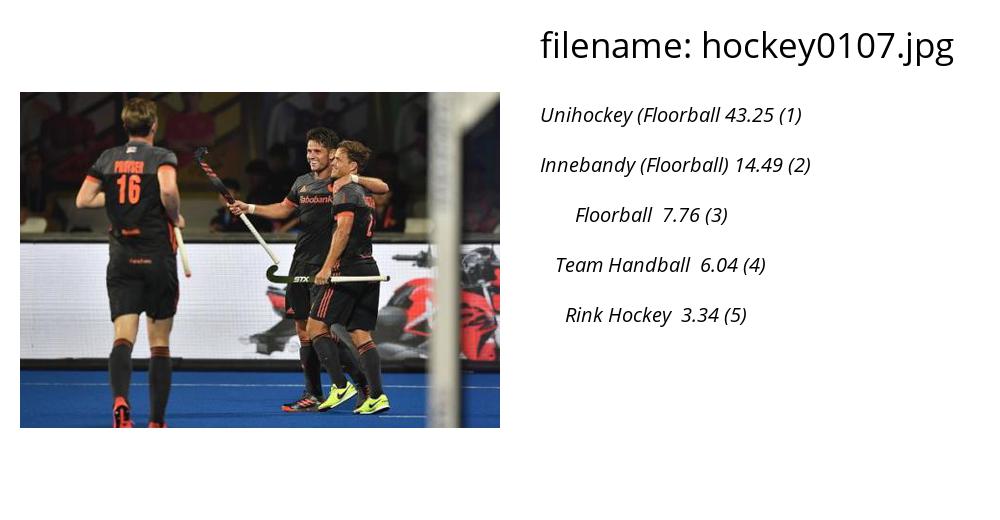 filename: hockey0107.jpg
Unihockey (Floorball 43.25 (1)
Innebandy (Floorball) 14.49 (2)
Floorball 7.76 (3)
Team Handball 6.04 (4)
Rink Hockey 3.34 (5)
16
Rabobank
STX